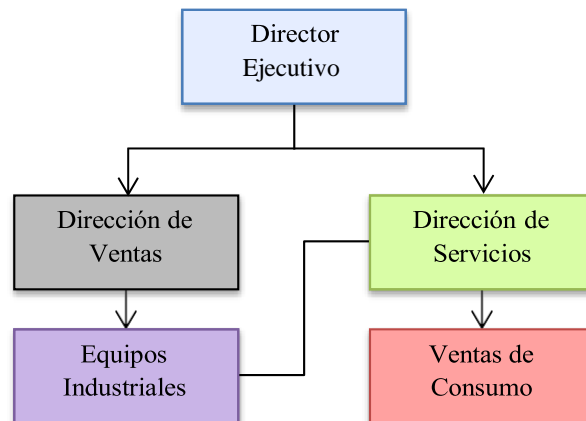 Director
Ejecutivo
Dirección de
Ventas
Dirección de
Servicios
Equipos
Industriales
Ventas de
Consumo